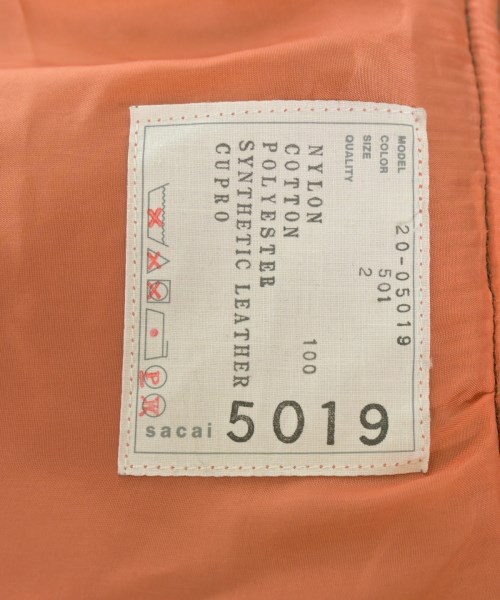 MODEL 20-05019
COLOR 501
SIZE 2
QUALITY
NYLON 100
COTTON
POLYESTER
SYNTHETIC LEATHER
CUPRO
P W
sacai 5019